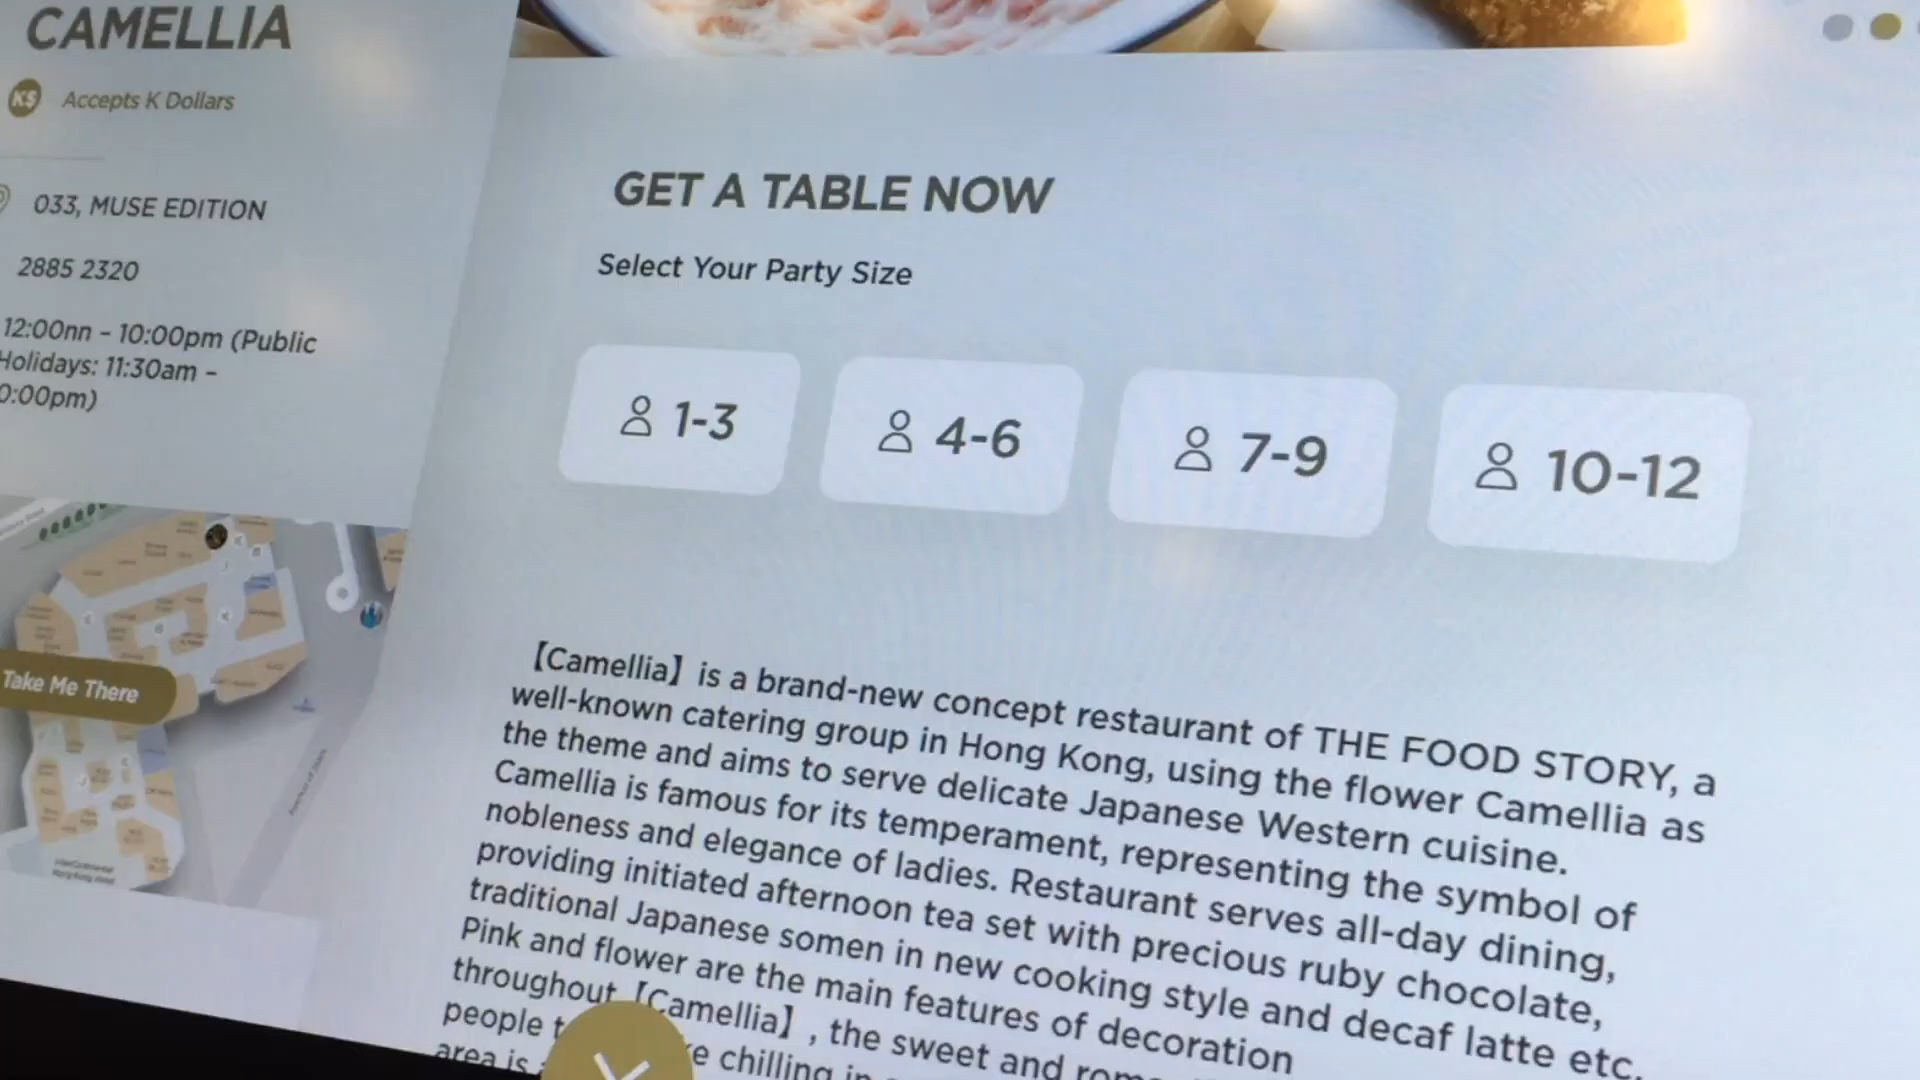 CAMELLIA
K$ Accepts K Dollars
033, MUSE EDITION
2885 2320
12:00nn – 10:00pm (Public
Holidays: 11:30am –
0:00pm)
Take Me There
GET A TABLE NOW
Select Your Party Size
1-3
4-6
7-9
10-12
【Camellia】 is a brand-new concept restaurant of THE FOOD STORY, a
well-known catering group in Hong Kong, using the flower Camellia as
the theme and aims to serve delicate Japanese Western cuisine.
Camellia is famous for its temperament, representing the symbol of
nobleness and elegance of ladies. Restaurant serves all-day dining,
providing initiated afternoon tea set with precious ruby chocolate,
traditional Japanese somen in new cooking style and decaf latte etc.
Pink and flower are the main features of decoration
throughout 【Camellia】 , the sweet and
people
area is chilling in